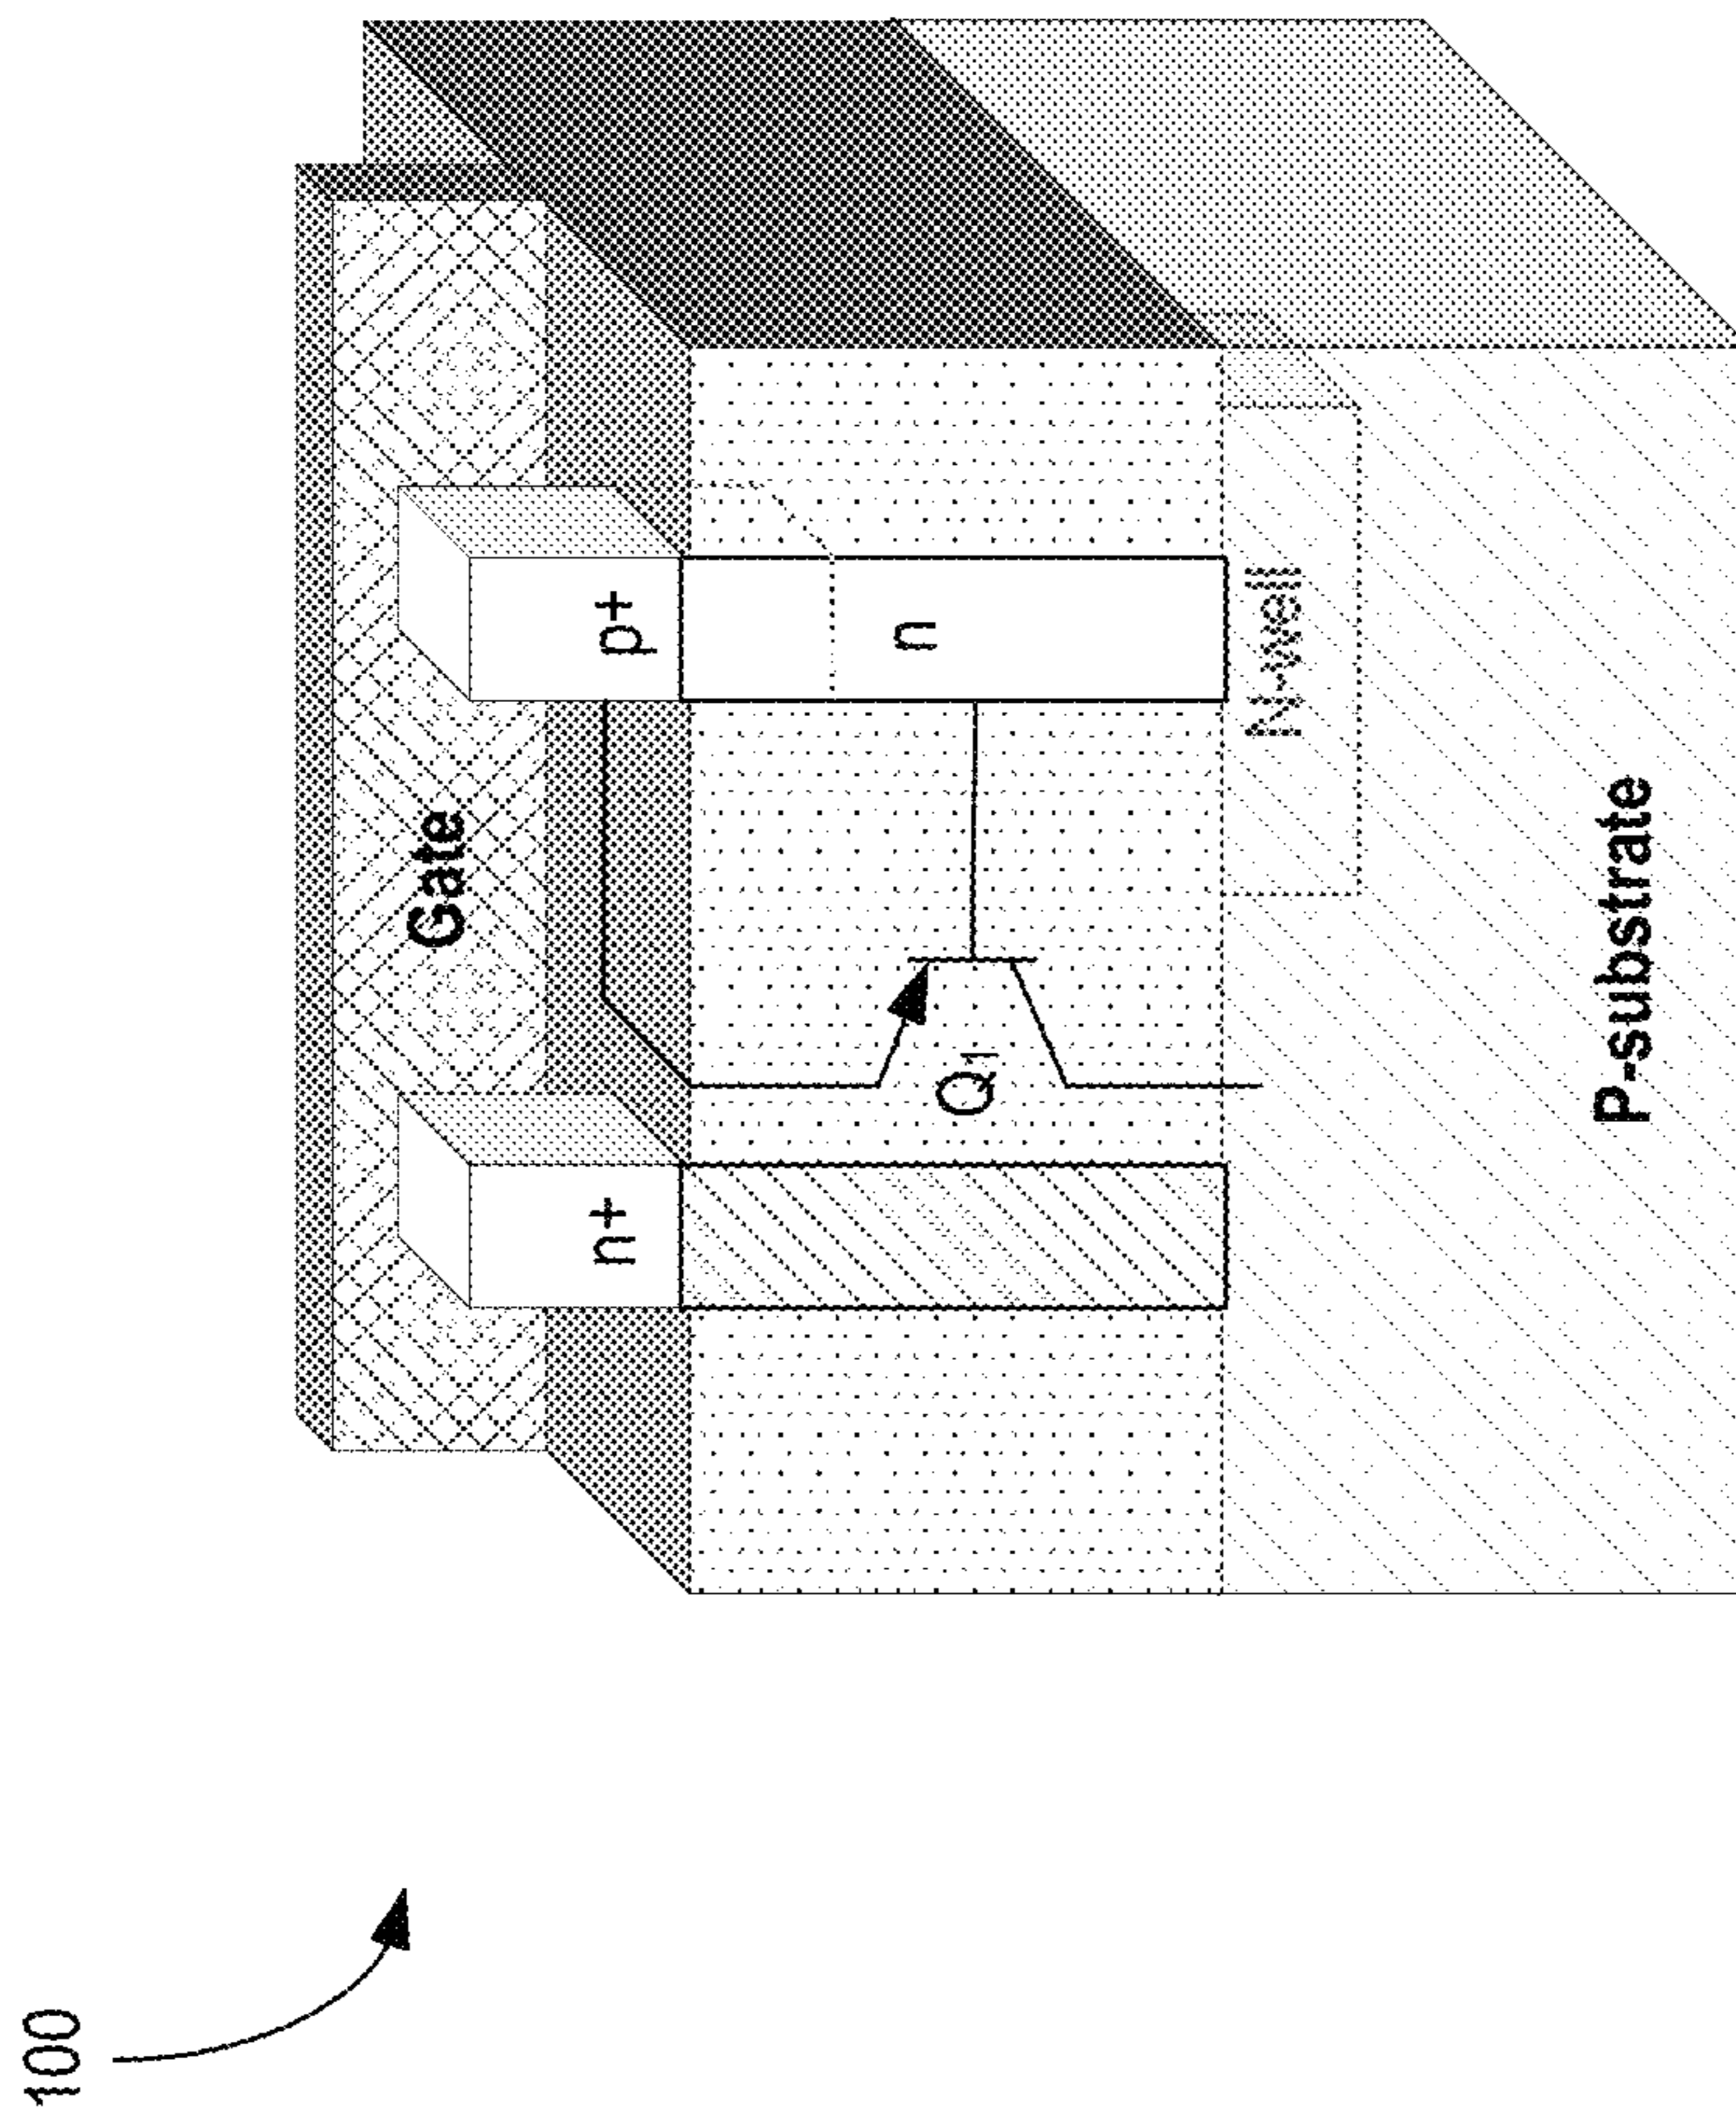 100
Gate
n+
p+
Q1
n
N-well
P-substrate